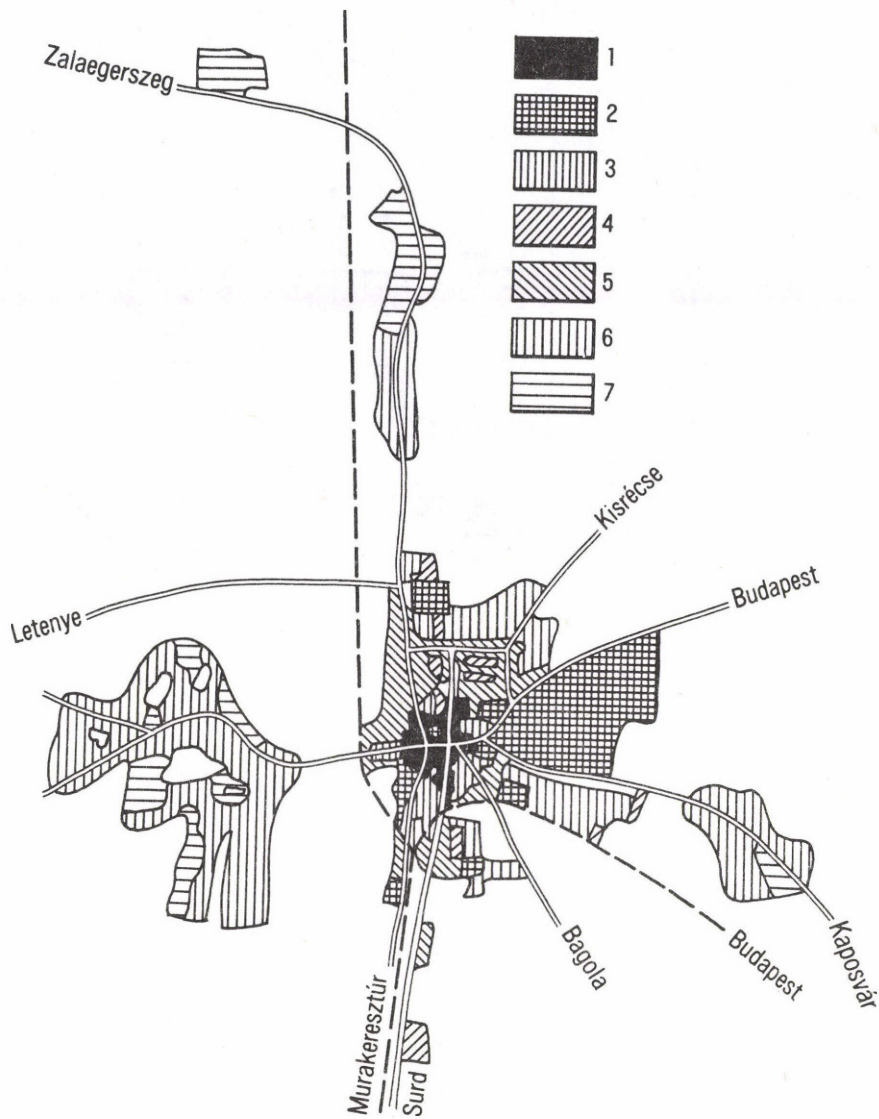 Zalaegerszeg
1
2
3
4
5
6
7
Kisrécse
Budapest
Letenye
Budapest
Kaposvár
Bagola
Murakeresztúr
Surd